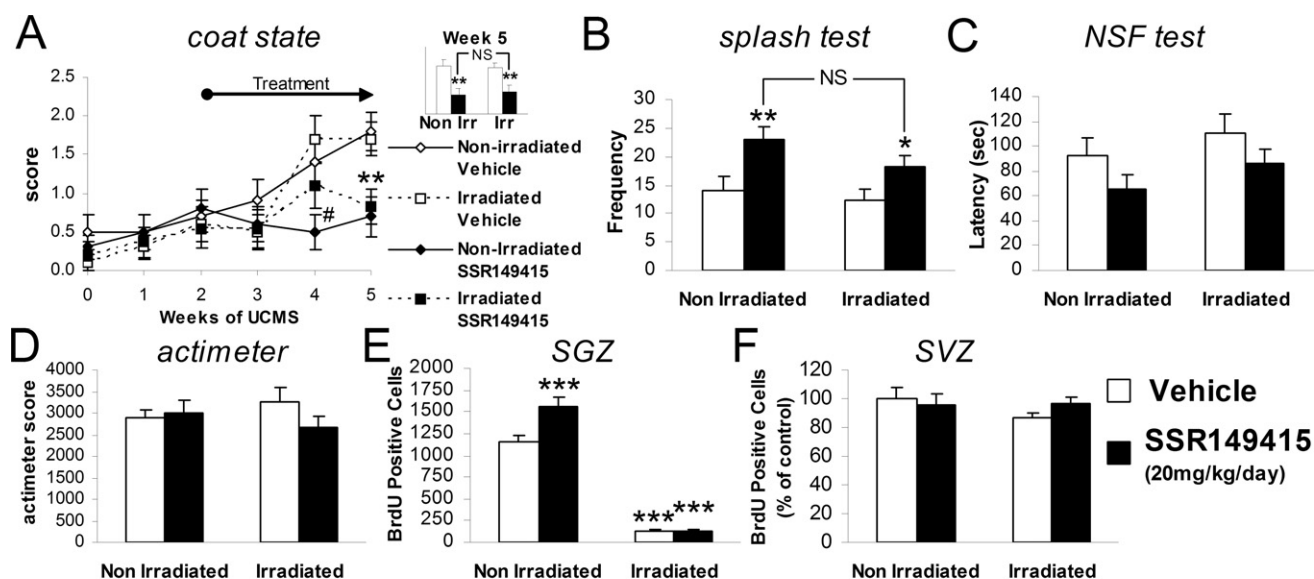 A
coat state
Week 5
NS
**
**
Non Irr
Irr
Treatment
2.5
2.0
1.5
1.0
0.5
0.0
score
**
#
0 1 2 3 4 5
Weeks of UCMS
Non-irradiated
Vehicle
Irradiated
Vehicle
Non-Irradiated
SSR149415
Irradiated
SSR149415
B
splash test
NS
30
25
20
15
10
5
0
Frequency
**
*
Non Irradiated
Irradiated
C
NSF test
140
120
100
80
60
40
20
0
Latency (sec)
Non Irradiated
Irradiated
D
actimeter
4000
3500
3000
2500
2000
1500
1000
500
0
actimeter score
Non Irradiated
Irradiated
E
SGZ
2000
1750
1500
1250
1000
750
500
250
0
BrdU Positive Cells
***
***
***
Non Irradiated
Irradiated
F
SVZ
120
100
80
60
40
20
0
BrdU Positive Cells
(% of control)
Non Irradiated
Irradiated
Vehicle
SSR149415
(20mg/kg/day)